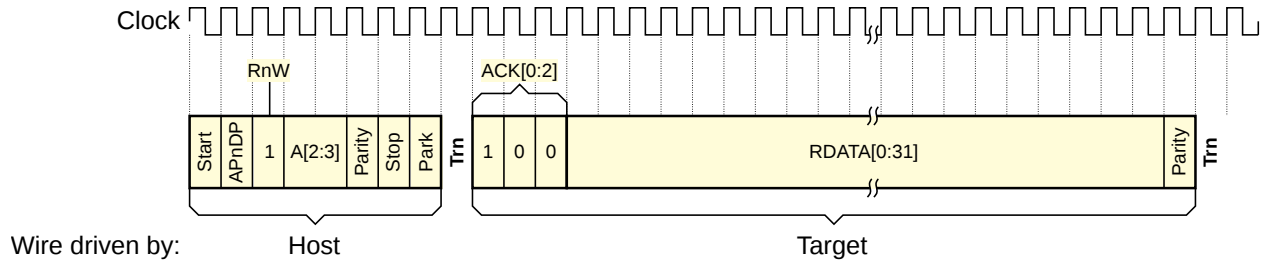 Clock
RnW
ACK[0:2]
Start
APnDP
1
A[2:3]
Parity
Stop
Park
Trn
1
0
0
RDATA[0:31]
Parity
Trn
Wire driven by:
Host
Target